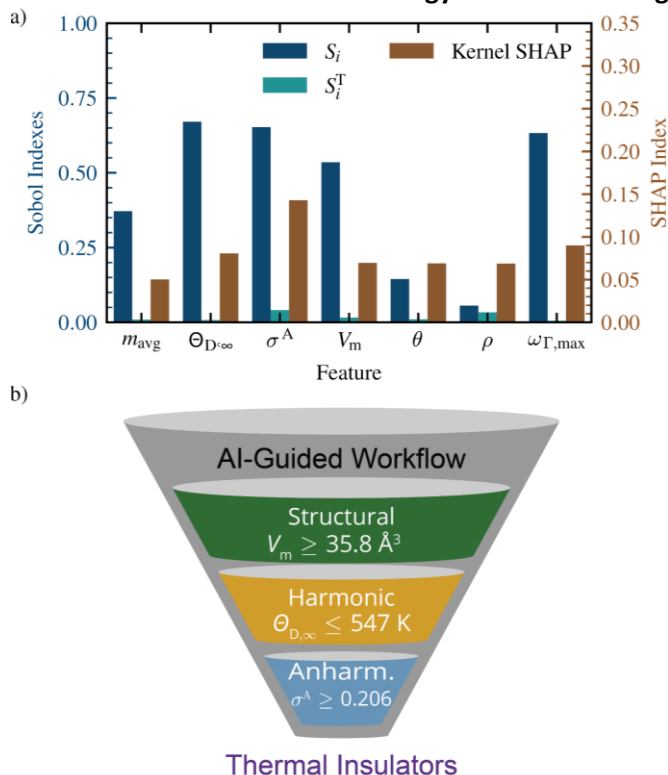 a)
1.00
0.75
0.50
0.25
0.00
Sobol Indexes
S_i
S_i^T
Kernel SHAP
0.35
0.30
0.25
0.20
0.15
0.10
0.05
0.00
SHAP Index
m_avg Θ_D,∞ σ^A V_m θ ρ ω_Γ,max
Feature
b)
AI-Guided Workflow
Structural
V_m ≥ 35.8 Å³
Harmonic
Θ_D,∞ ≤ 547 K
Anharm.
σ^A ≥ 0.206
Thermal Insulators